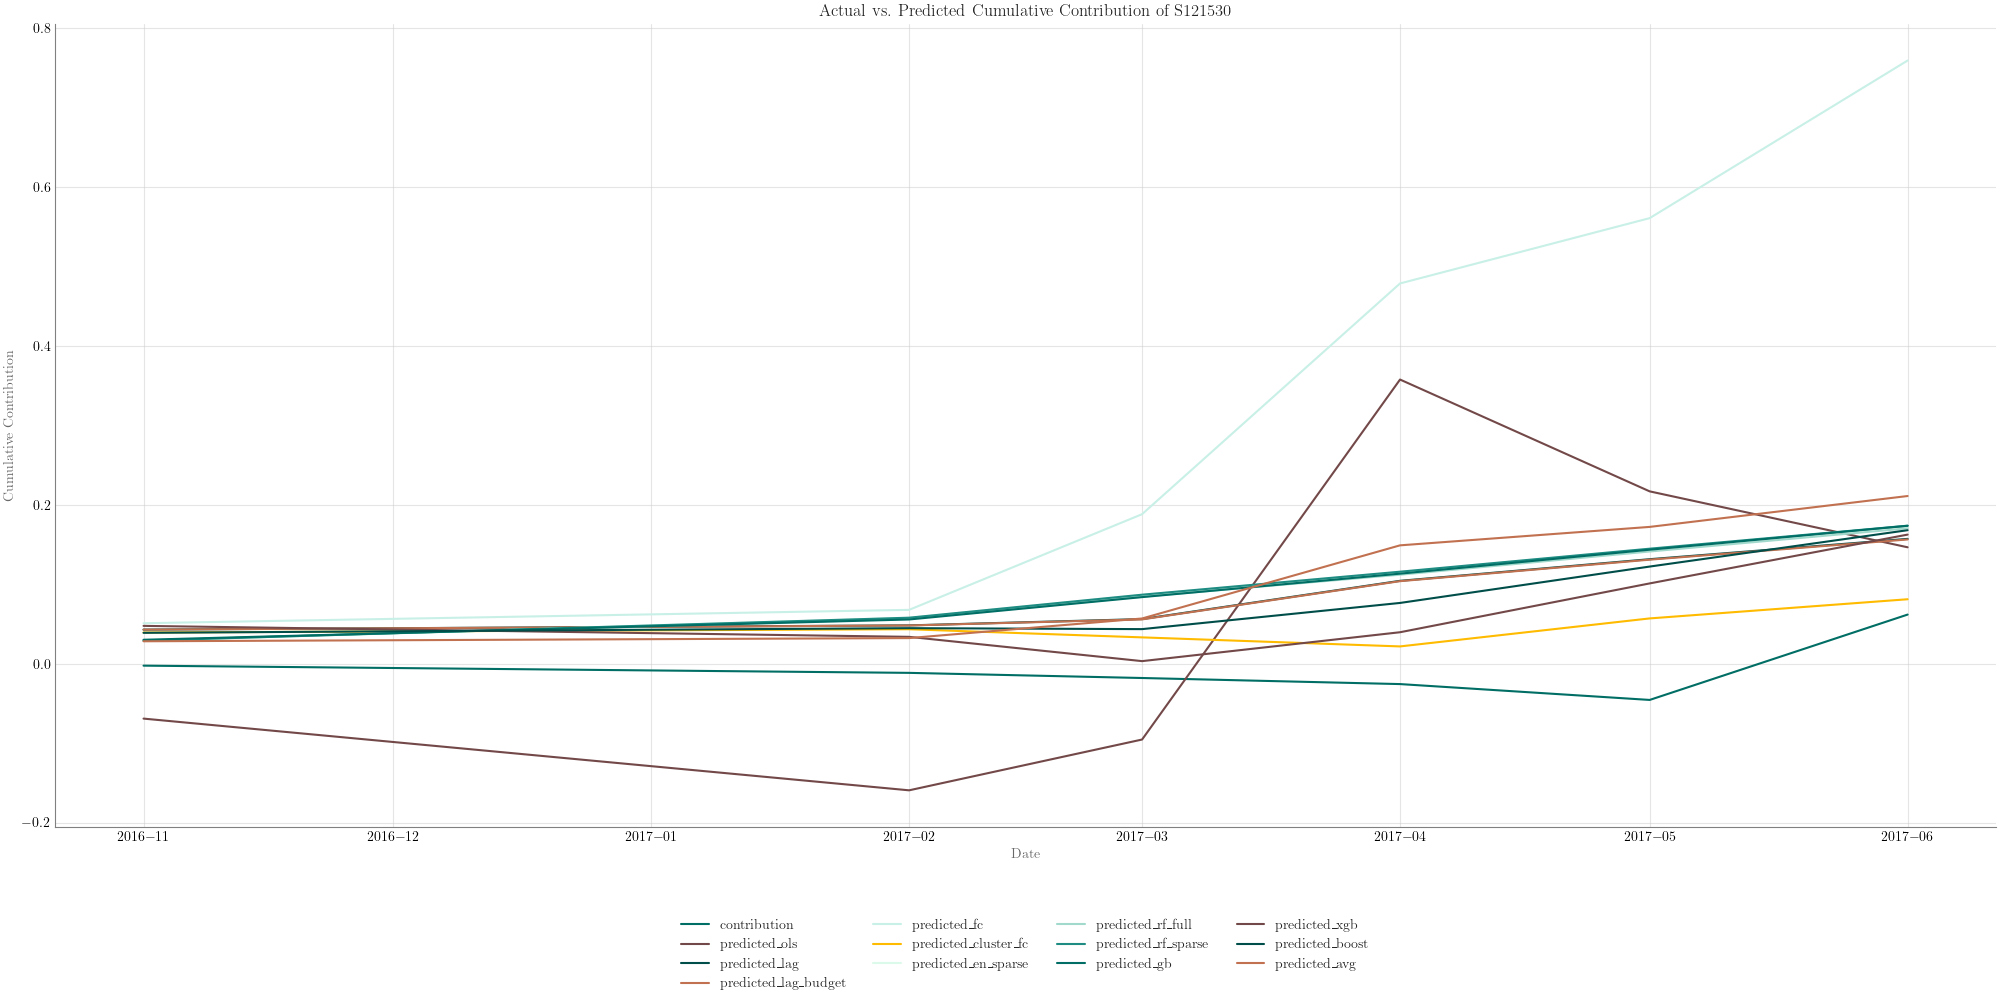 Actual vs. Predicted Cumulative Contribution of S121530
Cumulative Contribution
0.8
0.6
0.4
0.2
0.0
−0.2
2016−11 2016−12 2017−01 2017−02 2017−03 2017−04 2017−05 2017−06
Date
contribution predicted_fc predicted_rf_full predicted_xgb
predicted_ols predicted_cluster_fc predicted_rf_sparse predicted_boost
predicted_lag predicted_en_sparse predicted_gb predicted_avg
predicted_lag_budget